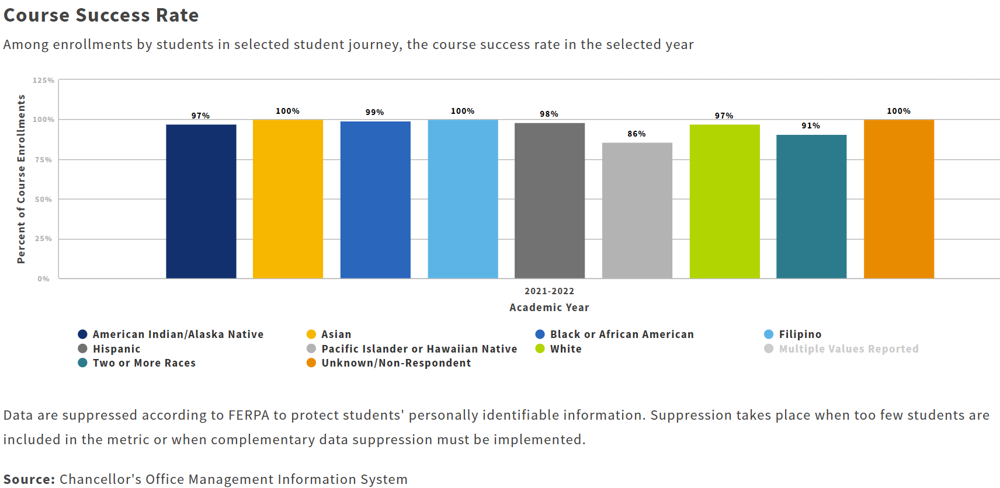 Course Success Rate
Among enrollments by students in selected student journey, the course success rate in the selected year
125%
100%
75%
50%
25%
0%
Percent of Course Enrollments
97%
100%
99%
100%
98%
86%
97%
91%
100%
2021-2022
Academic Year
American Indian/Alaska Native
Asian
Black or African American
Filipino
Hispanic
Pacific Islander or Hawaiian Native
White
Multiple Values Reported
Two or More Races
Unknown/Non-Respondent
Data are suppressed according to FERPA to protect students' personally identifiable information. Suppression takes place when too few students are
included in the metric or when complementary data suppression must be implemented.
Source: Chancellor's Office Management Information System